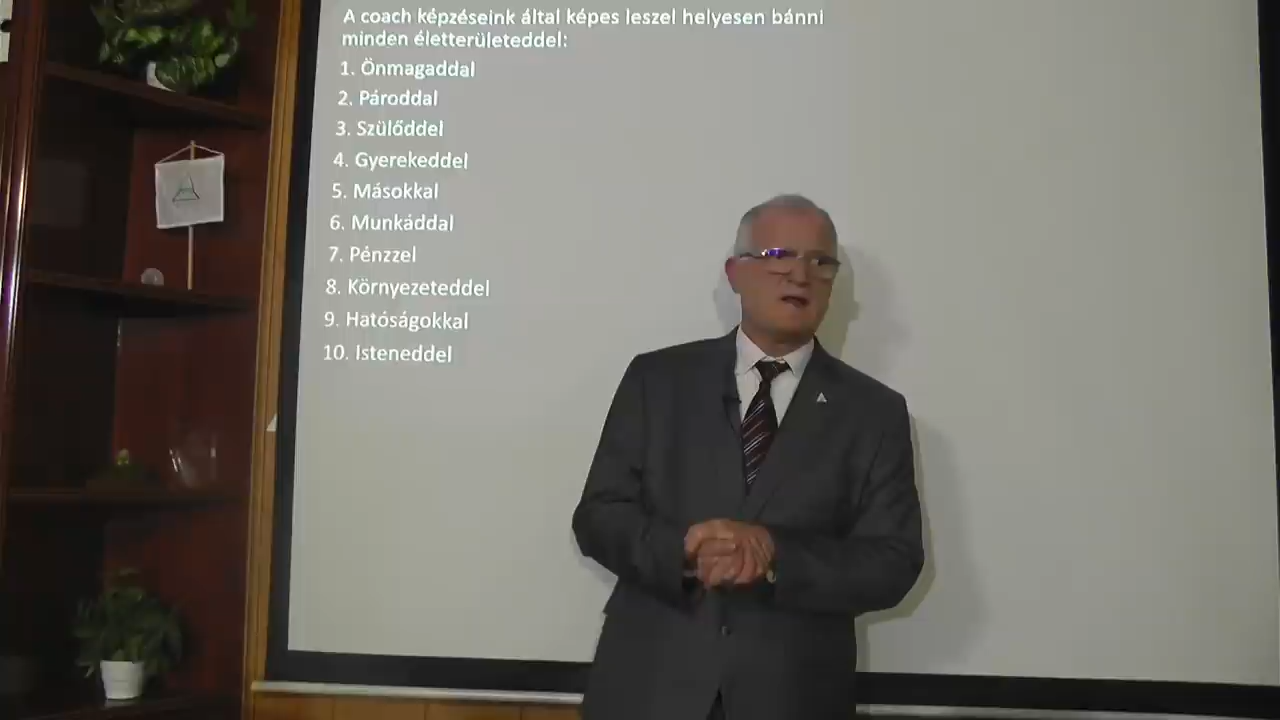 A coach képzéseink által képes leszel helyesen bánni
minden életterületeddel:
1. Önmagaddal
2. Pároddal
3. Szülőddel
4. Gyerekeddel
5. Másokkal
6. Munkáddal
7. Pénzzel
8. Környezeteddel
9. Hatóságokkal
10. Isteneddel